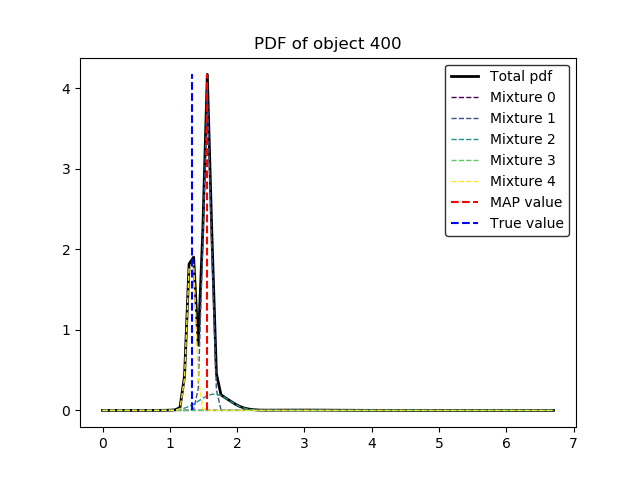 PDF of object 400
Total pdf
Mixture 0
Mixture 1
Mixture 2
Mixture 3
Mixture 4
MAP value
True value
4
3
2
1
0
0 1 2 3 4 5 6 7